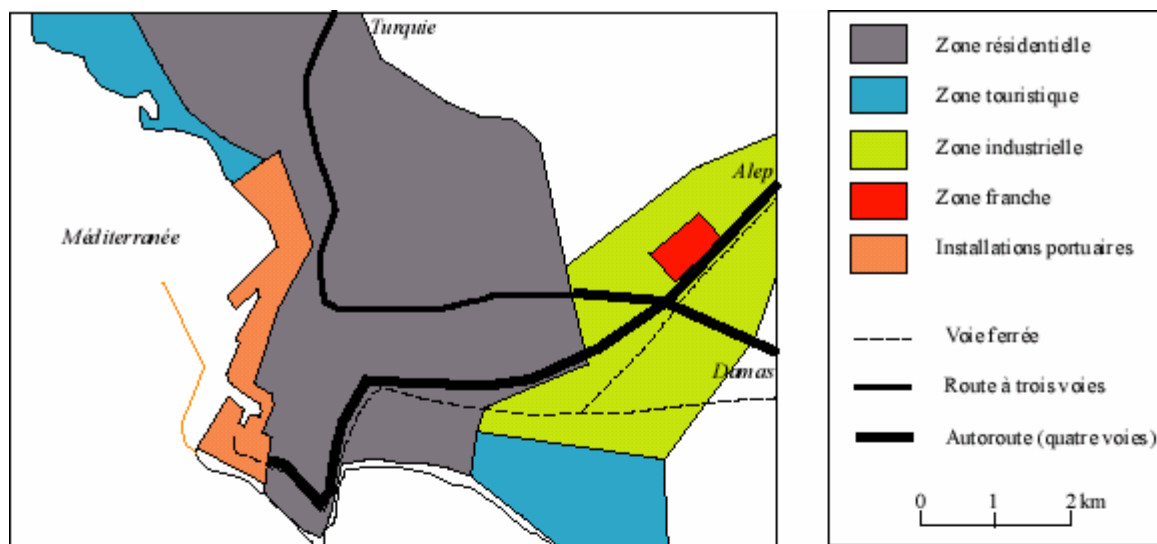 Turquie
Alep
Méditerranée
Damas
Zone résidentielle
Zone touristique
Zone industrielle
Zone franche
Installations portuaires
Voie ferrée
Route à trois voies
Autoroute (quatre voies)
0 1 2 km